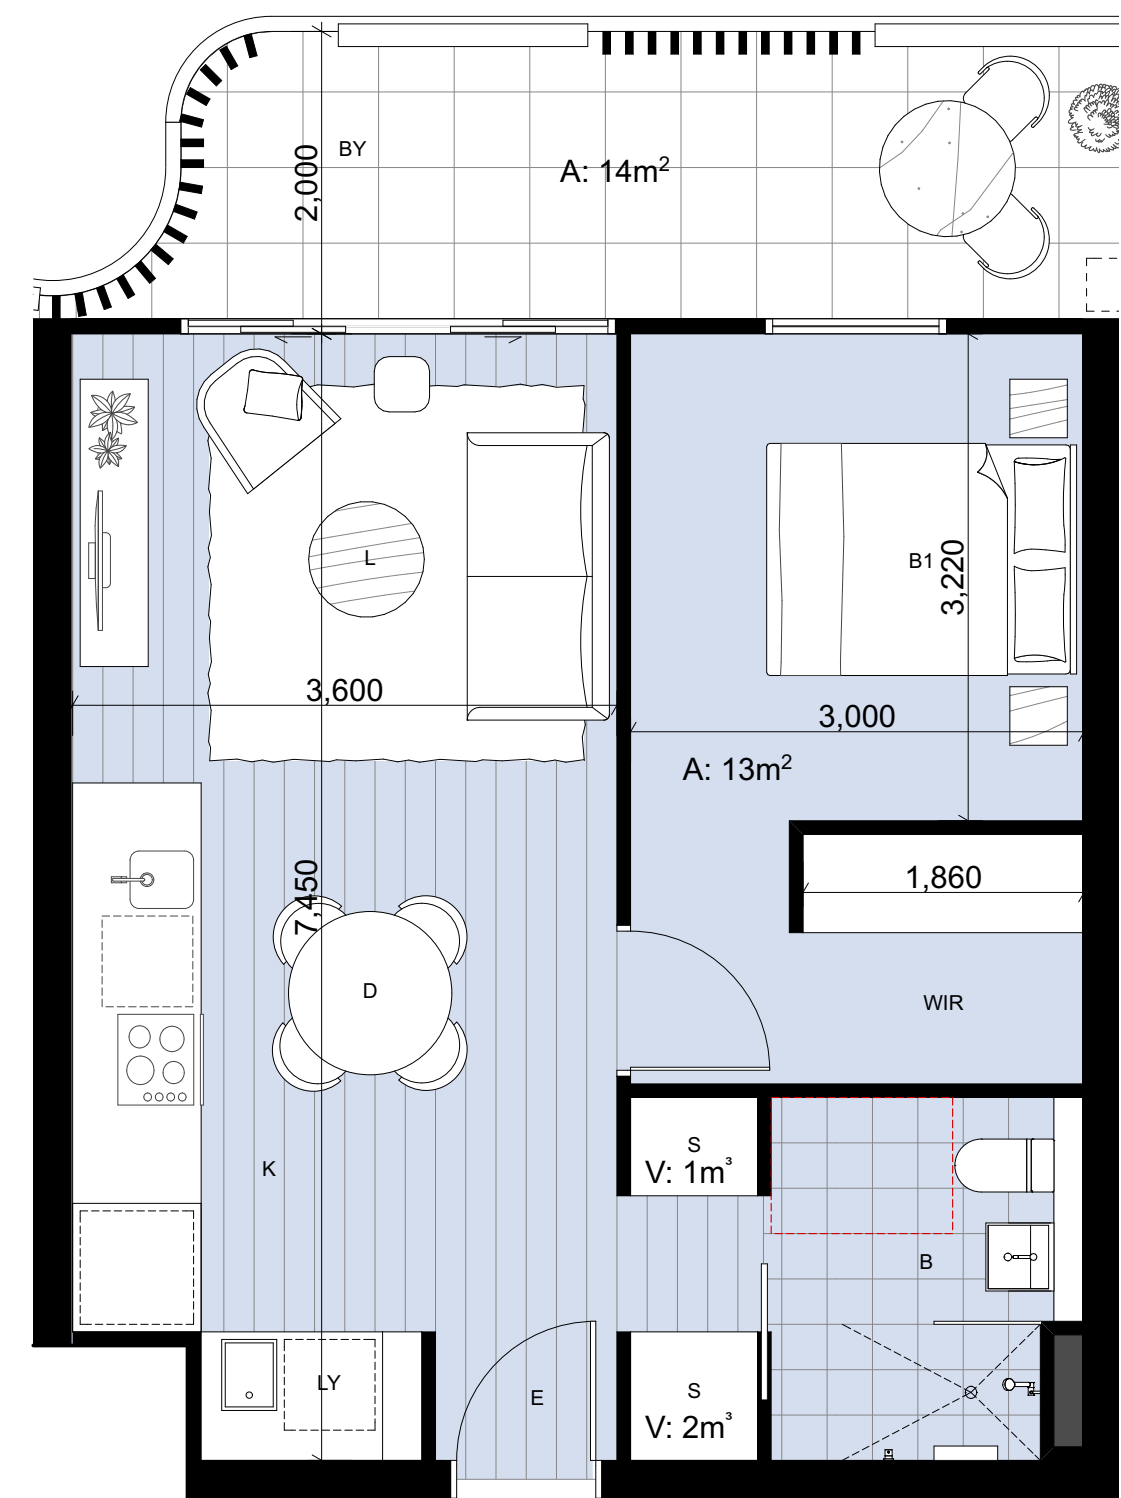 BY
2,000
A: 14m²
L
B1
3,220
3,600
3,000
A: 13m²
1,860
7,450
D
WIR
K
S
V: 1m³
B
LY
E
S
V: 2m³